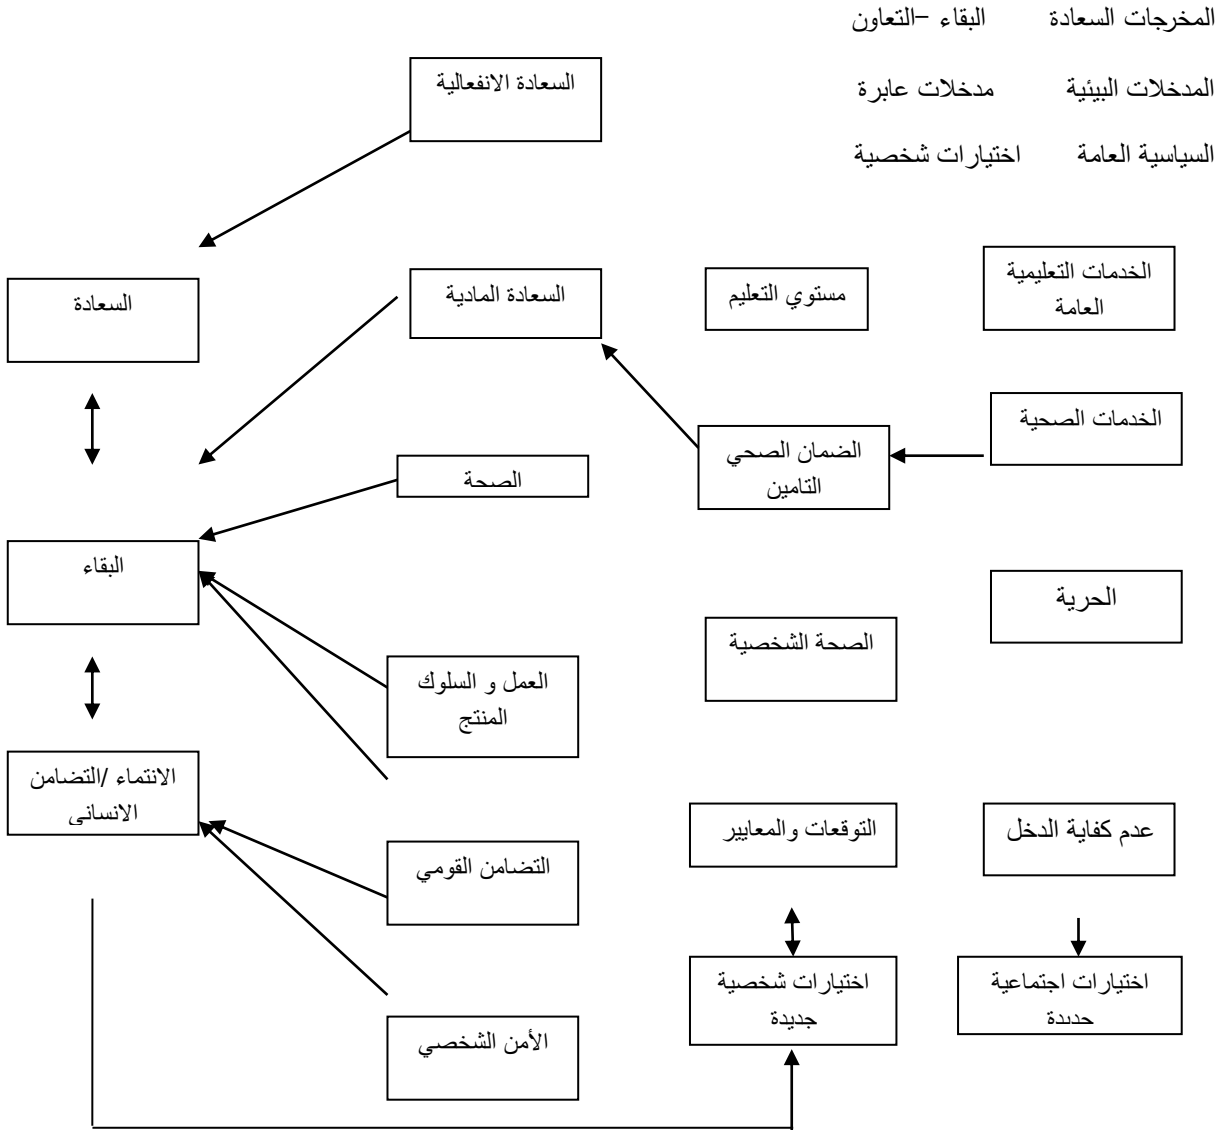 المخرجات السعادة البقاء –التعاون
المدخلات البيئية مدخلات عابرة
السياسية العامة اختيارات شخصية
السعادة الانفعالية
الخدمات التعليمية
العامة
مستوي التعليم
السعادة المادية
السعادة
الخدمات الصحية
الضمان الصحي
التامين
الصحة
البقاء
الحرية
الصحة الشخصية
العمل و السلوك
المنتج
الانتماء /التضامن
الانسانى
عدم كفاية الدخل
التوقعات والمعايير
التضامن القومي
اختيارات اجتماعية
جديدة
اختيارات شخصية
جديدة
الأمن الشخصي